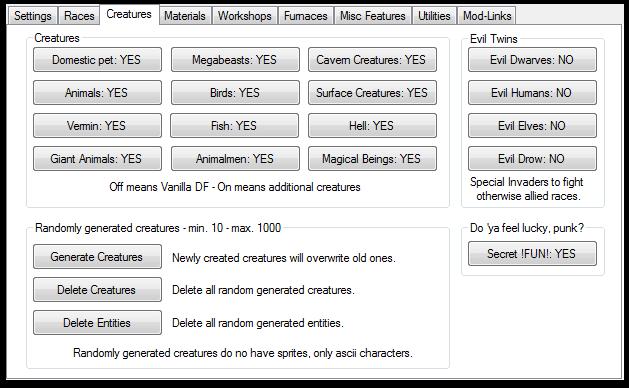 Settings Races Creatures Materials Workshops Furnaces Misc Features Utilities Mod-Links
Creatures
Domestic pet: YES Megabeasts: YES Cavern Creatures: YES
Animals: YES Birds: YES Surface Creatures: YES
Vermin: YES Fish: YES Hell: YES
Giant Animals: YES Animalmen: YES Magical Beings: YES
Off means Vanilla DF - On means additional creatures
Evil Twins
Evil Dwarves: NO
Evil Humans: NO
Evil Elves: NO
Evil Drow: NO
Special Invaders to fight
otherwise allied races.
Randomly generated creatures - min. 10 - max. 1000
Generate Creatures Newly created creatures will overwrite old ones.
Delete Creatures Delete all random generated creatures.
Delete Entities Delete all random generated entities.
Randomly generated creatures do no have sprites, only ascii characters.
Do 'ya feel lucky, punk?
Secret !FUN!: YES